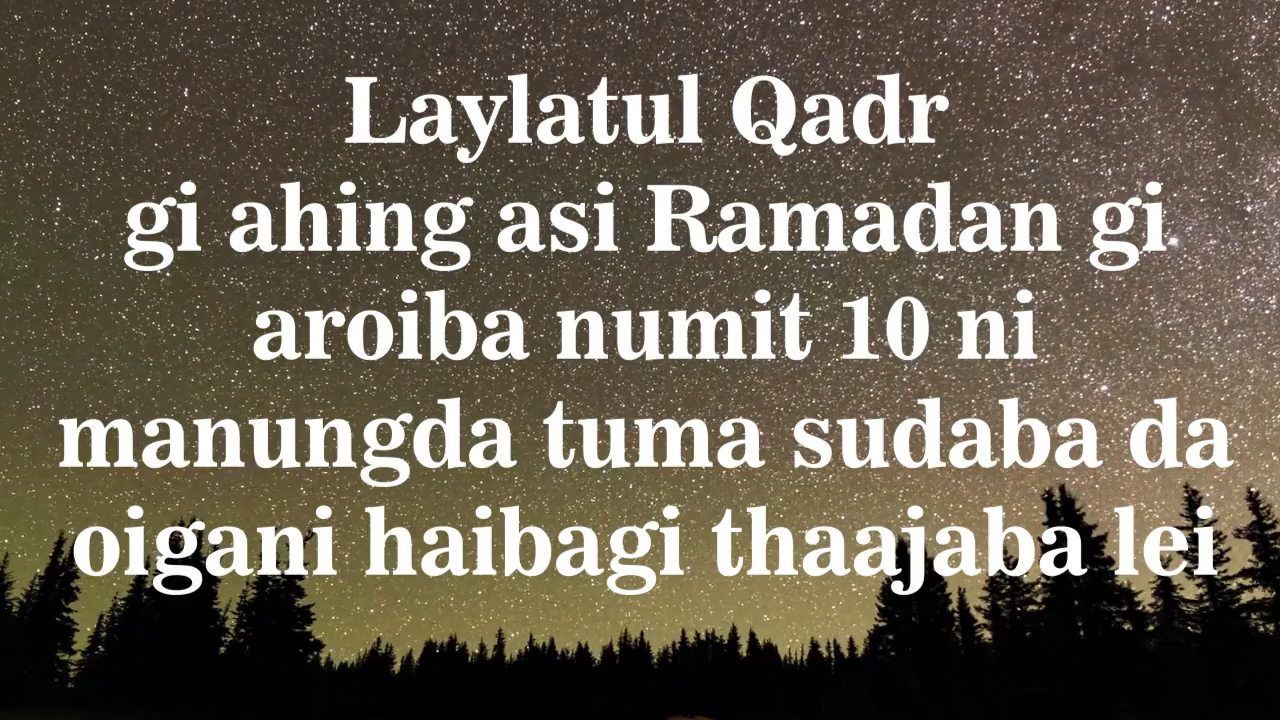 Laylatul Qadr
gi ahing asi Ramadan gi
aroiba numit 10 ni
manungda tuma sudaba da
oigani haibagi thaajaba lei